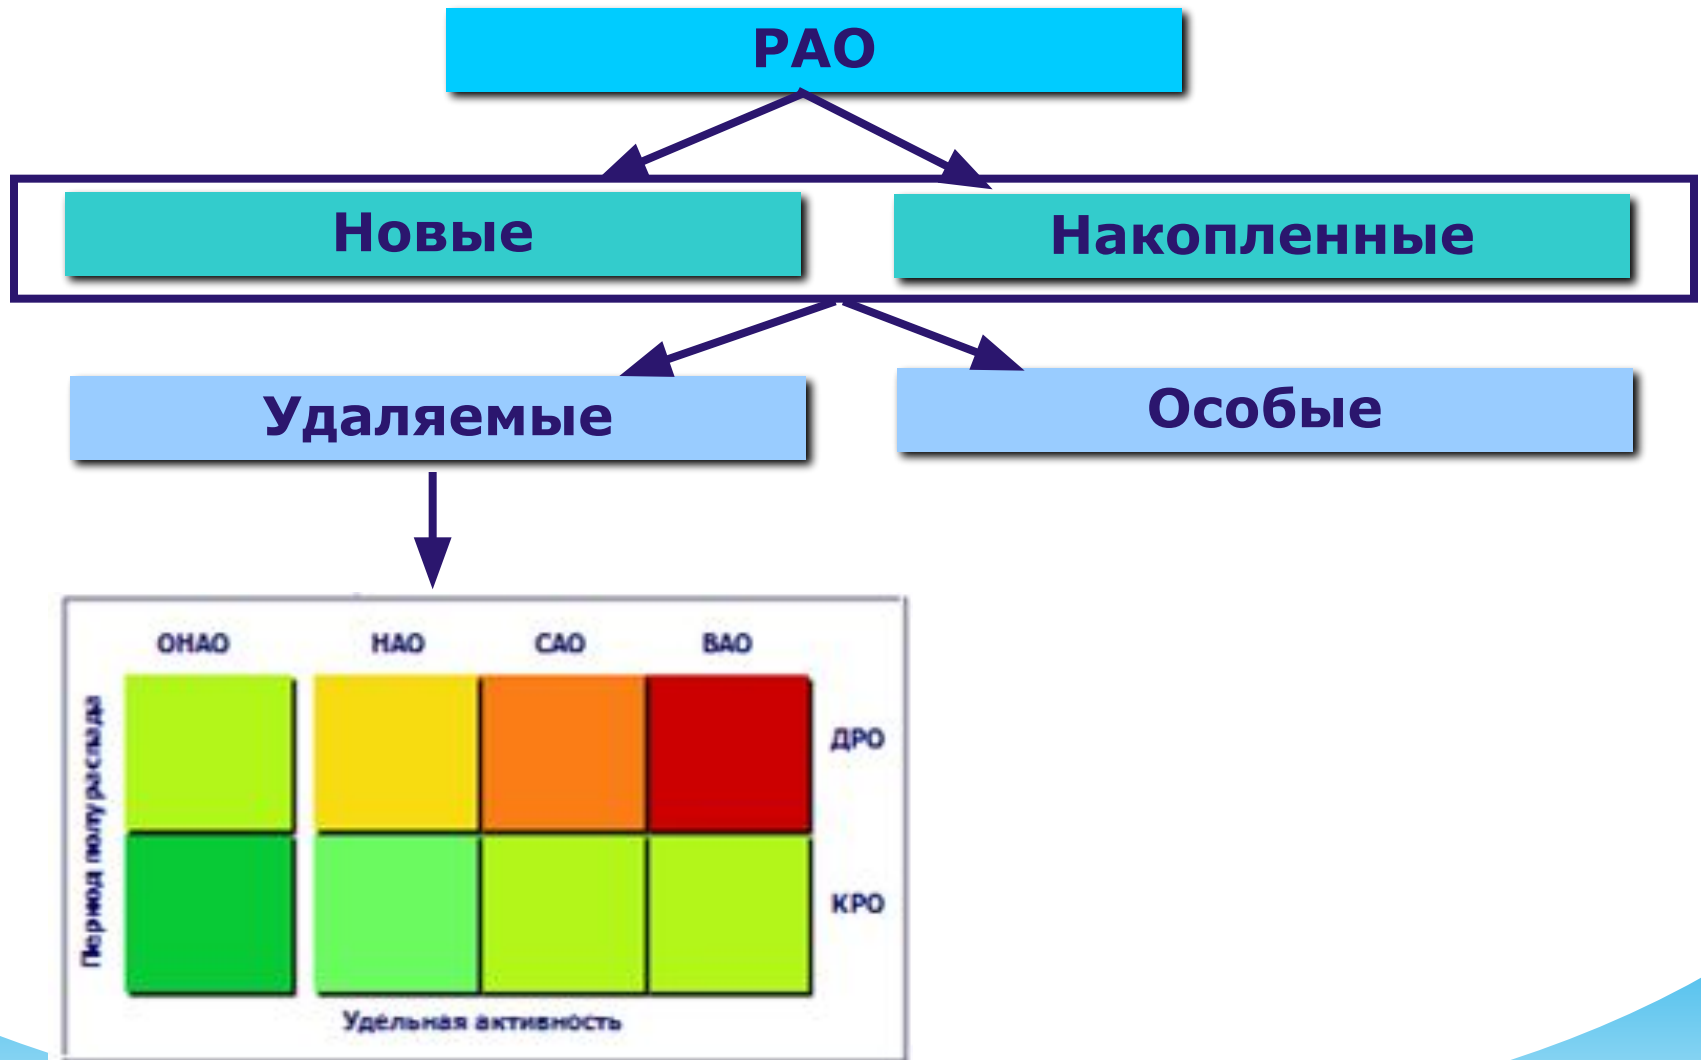 РАО
Новые
Накопленные
Удаляемые
Особые
ОНАО НАО САО ВАО
Период полураспада
ДРО
КРО
Удельная активность